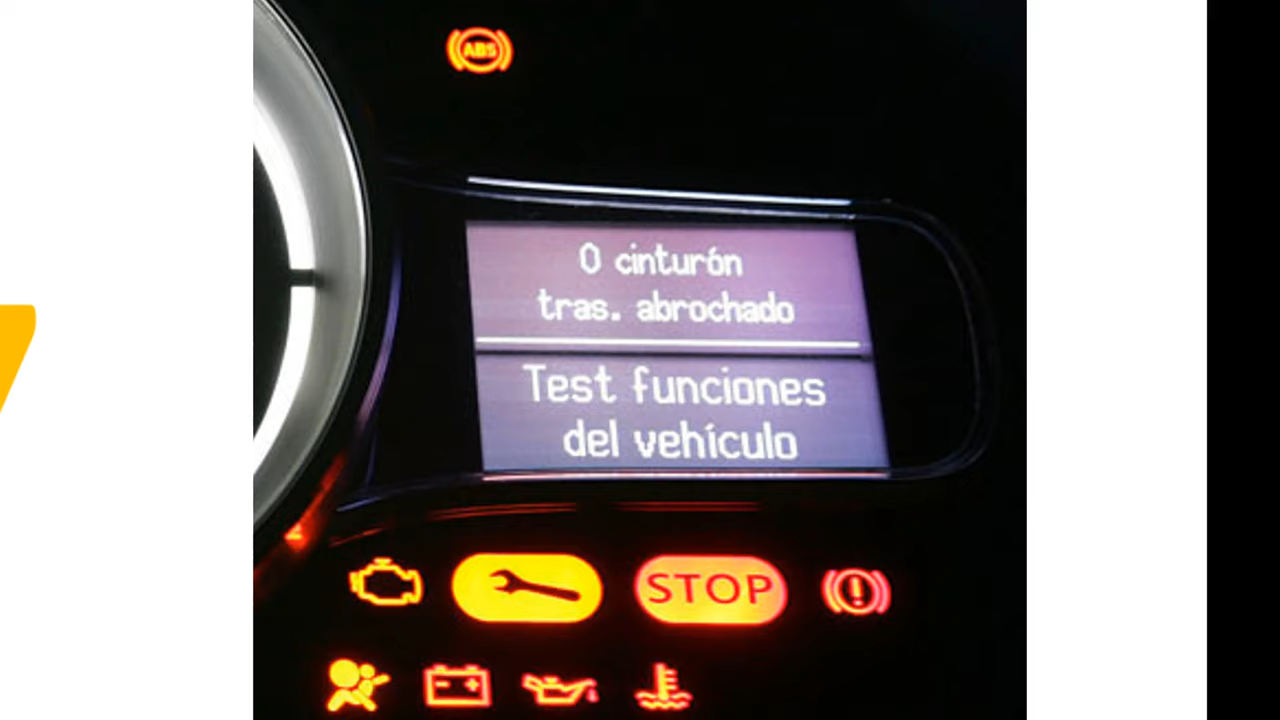 ABS
0 cinturón
tras. abrochado
Test funciones
del vehículo
STOP